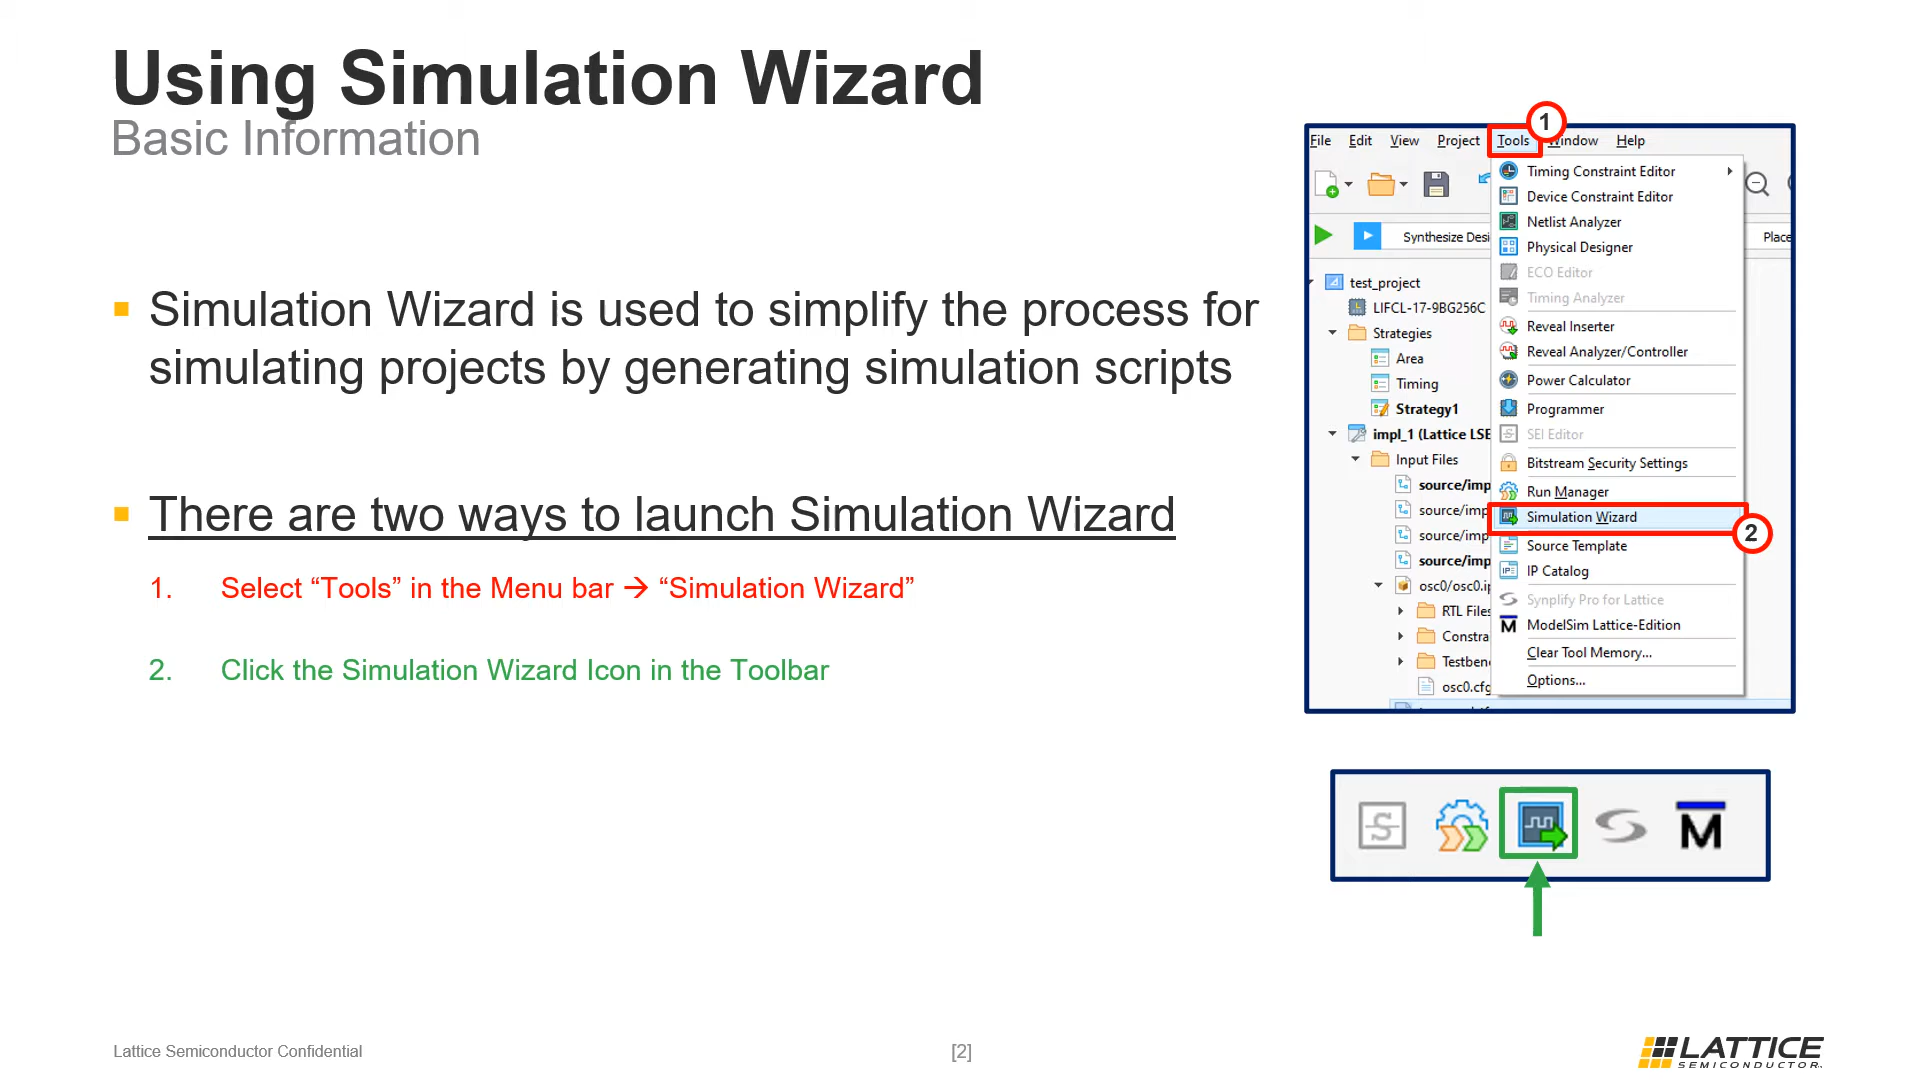 Using Simulation Wizard
Basic Information
Simulation Wizard is used to simplify the process for
simulating projects by generating simulation scripts
There are two ways to launch Simulation Wizard
1. Select “Tools” in the Menu bar → “Simulation Wizard”
2. Click the Simulation Wizard Icon in the Toolbar
1
File Edit View Project Tools Window Help
Timing Constraint Editor
Device Constraint Editor
Netlist Analyzer
Synthesize Desi
Place
Physical Designer
ECO Editor
test_project
Timing Analyzer
LIFCL-17-9BG256C
Strategies
Reveal Inserter
Area
Reveal Analyzer/Controller
Timing
Power Calculator
Strategy1
Programmer
impl_1 (Lattice LSE
SEI Editor
Input Files
Bitstream Security Settings
source/imp
Run Manager
source/imp
Simulation Wizard
2
source/imp
Source Template
source/imp
IP Catalog
osc0/osc0.ip
Synplify Pro for Lattice
RTL Files
M ModelSim Lattice-Edition
Constra
Clear Tool Memory...
Testben
Options...
osc0.cfg
S
M
Lattice Semiconductor Confidential
[2]
LATTICE
SEMICONDUCTOR